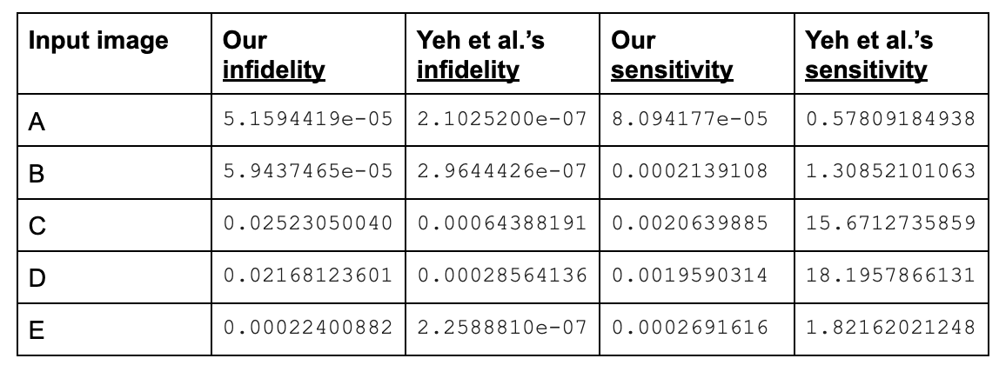 Input image Our Yeh et al.’s Our Yeh et al.’s
infidelity infidelity sensitivity sensitivity
A 5.1594419e-05 2.1025200e-07 8.094177e-05 0.57809184938
B 5.9437465e-05 2.9644426e-07 0.0002139108 1.30852101063
C 0.02523050040 0.00064388191 0.0020639885 15.6712735859
D 0.02168123601 0.00028564136 0.0019590314 18.1957866131
E 0.00022400882 2.2588810e-07 0.0002691616 1.82162021248